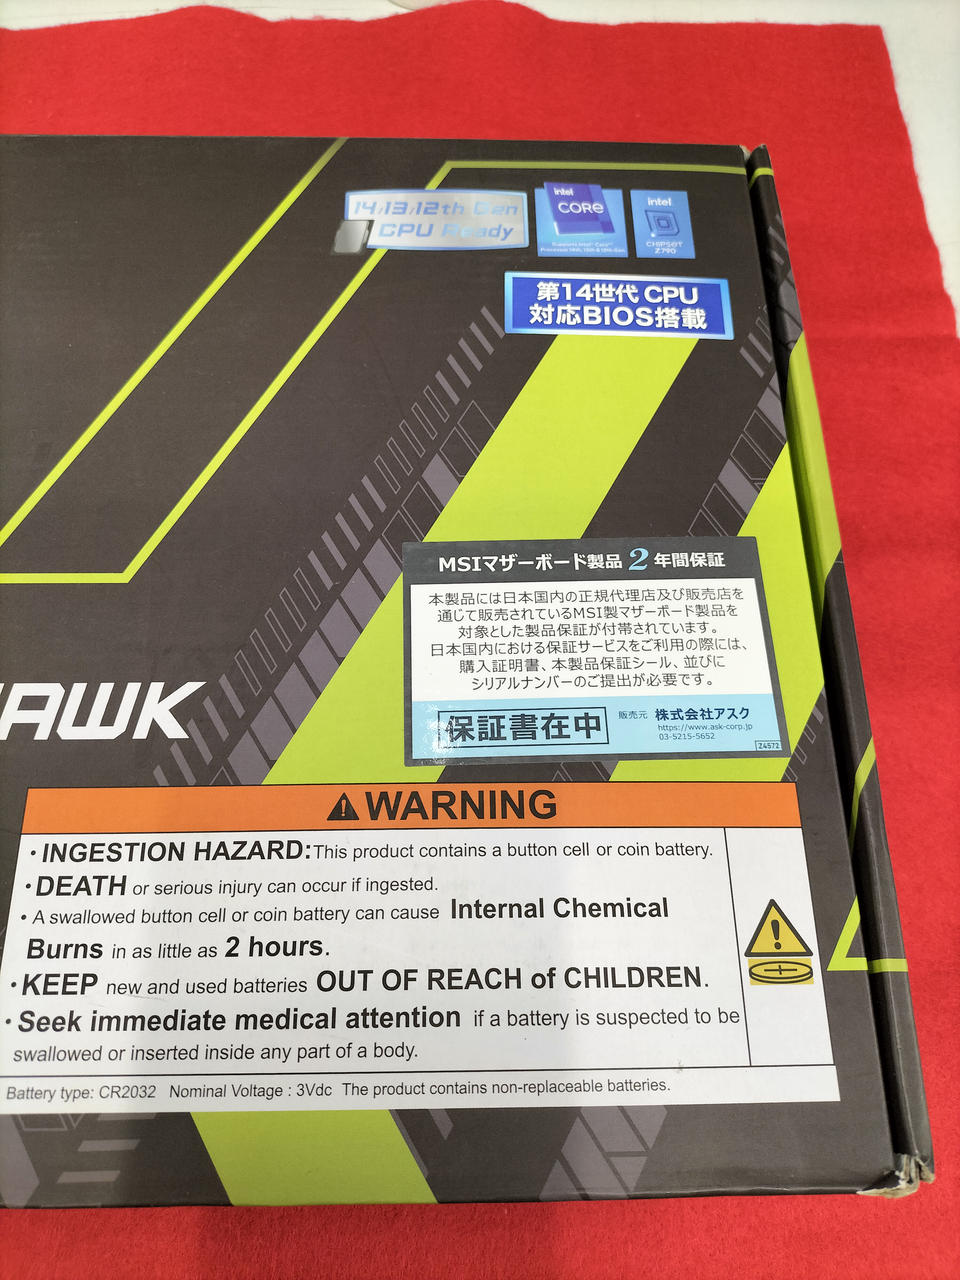 14/13/12th Gen
CPU Ready
intel
CORE
Supports Intel® Core™
Processor 14th, 13th & 12th Gen
intel
CHIPSET
Z790
第14世代 CPU
対応BIOS搭載
MSIマザーボード製品 2 年間保証
本製品には日本国内の正規代理店及び販売店を
通じて販売されているMSI製マザーボード製品を
対象とした製品保証が付帯されています。
日本国内における保証サービスをご利用の際には、
購入証明書、本製品保証シール、並びに
シリアルナンバーのご提出が必要です。
保証書在中
販売元 株式会社アスク
https://www.ask-corp.jp
03-5215-5652
Z4572
AWK
WARNING
・INGESTION HAZARD:This product contains a button cell or coin battery.
・DEATH or serious injury can occur if ingested.
・A swallowed button cell or coin battery can cause Internal Chemical
Burns in as little as 2 hours.
・KEEP new and used batteries OUT OF REACH of CHILDREN.
・Seek immediate medical attention if a battery is suspected to be
swallowed or inserted inside any part of a body.
Battery type: CR2032 Nominal Voltage : 3Vdc The product contains non-replaceable batteries.